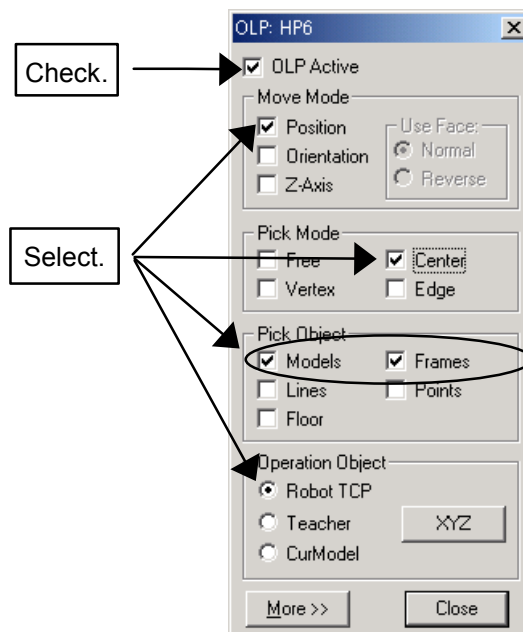 OLP: HP6
Check.
OLP Active
Move Mode
Position
Use Face:
Orientation
Normal
Z-Axis
Reverse
Select.
Pick Mode
Free
Center
Vertex
Edge
Pick Object
Models
Frames
Lines
Points
Floor
Operation Object
Robot TCP
Teacher
XYZ
CurModel
More >>
Close